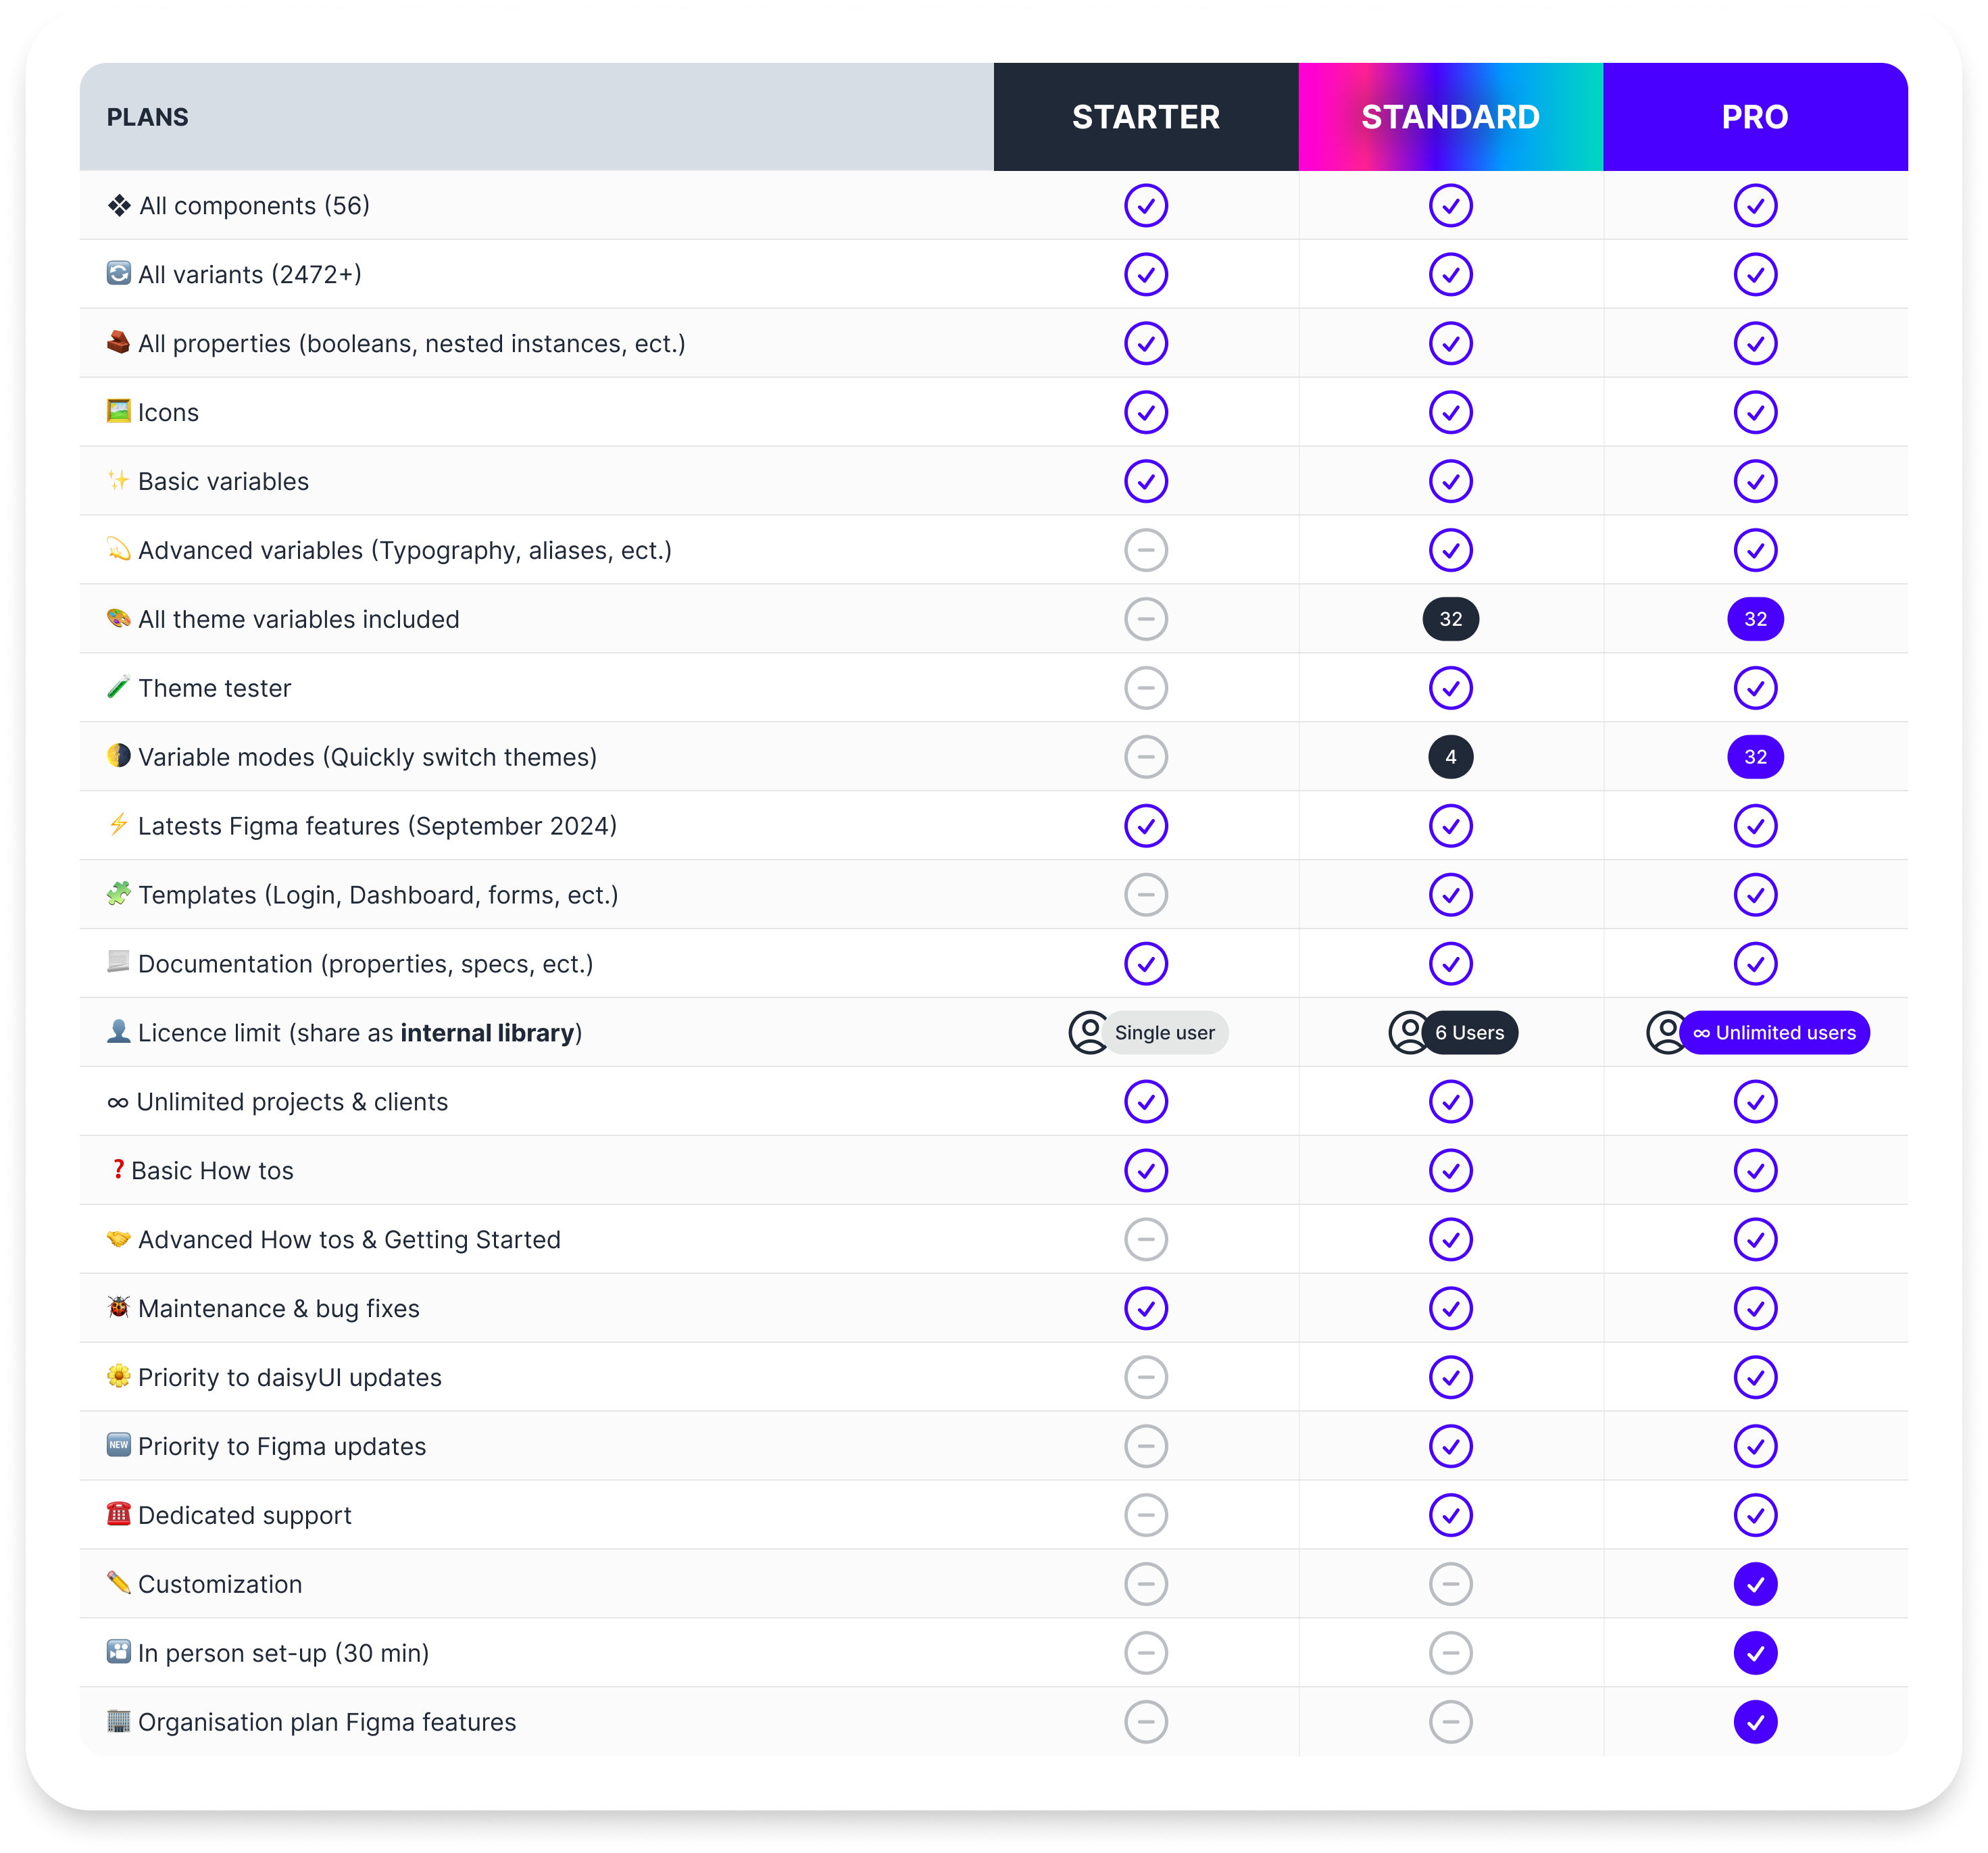 PLANS STARTER STANDARD PRO
All components (56)
All variants (2472+)
All properties (booleans, nested instances, ect.)
Icons
Basic variables
Advanced variables (Typography, aliases, ect.)
All theme variables included 32 32
Theme tester
Variable modes (Quickly switch themes) 4 32
Latests Figma features (September 2024)
Templates (Login, Dashboard, forms, ect.)
Documentation (properties, specs, ect.)
Licence limit (share as internal library) Single user 6 Users ∞ Unlimited users
∞ Unlimited projects & clients
❓Basic How tos
Advanced How tos & Getting Started
Maintenance & bug fixes
Priority to daisyUI updates
NEW Priority to Figma updates
Dedicated support
Customization
In person set-up (30 min)
Organisation plan Figma features